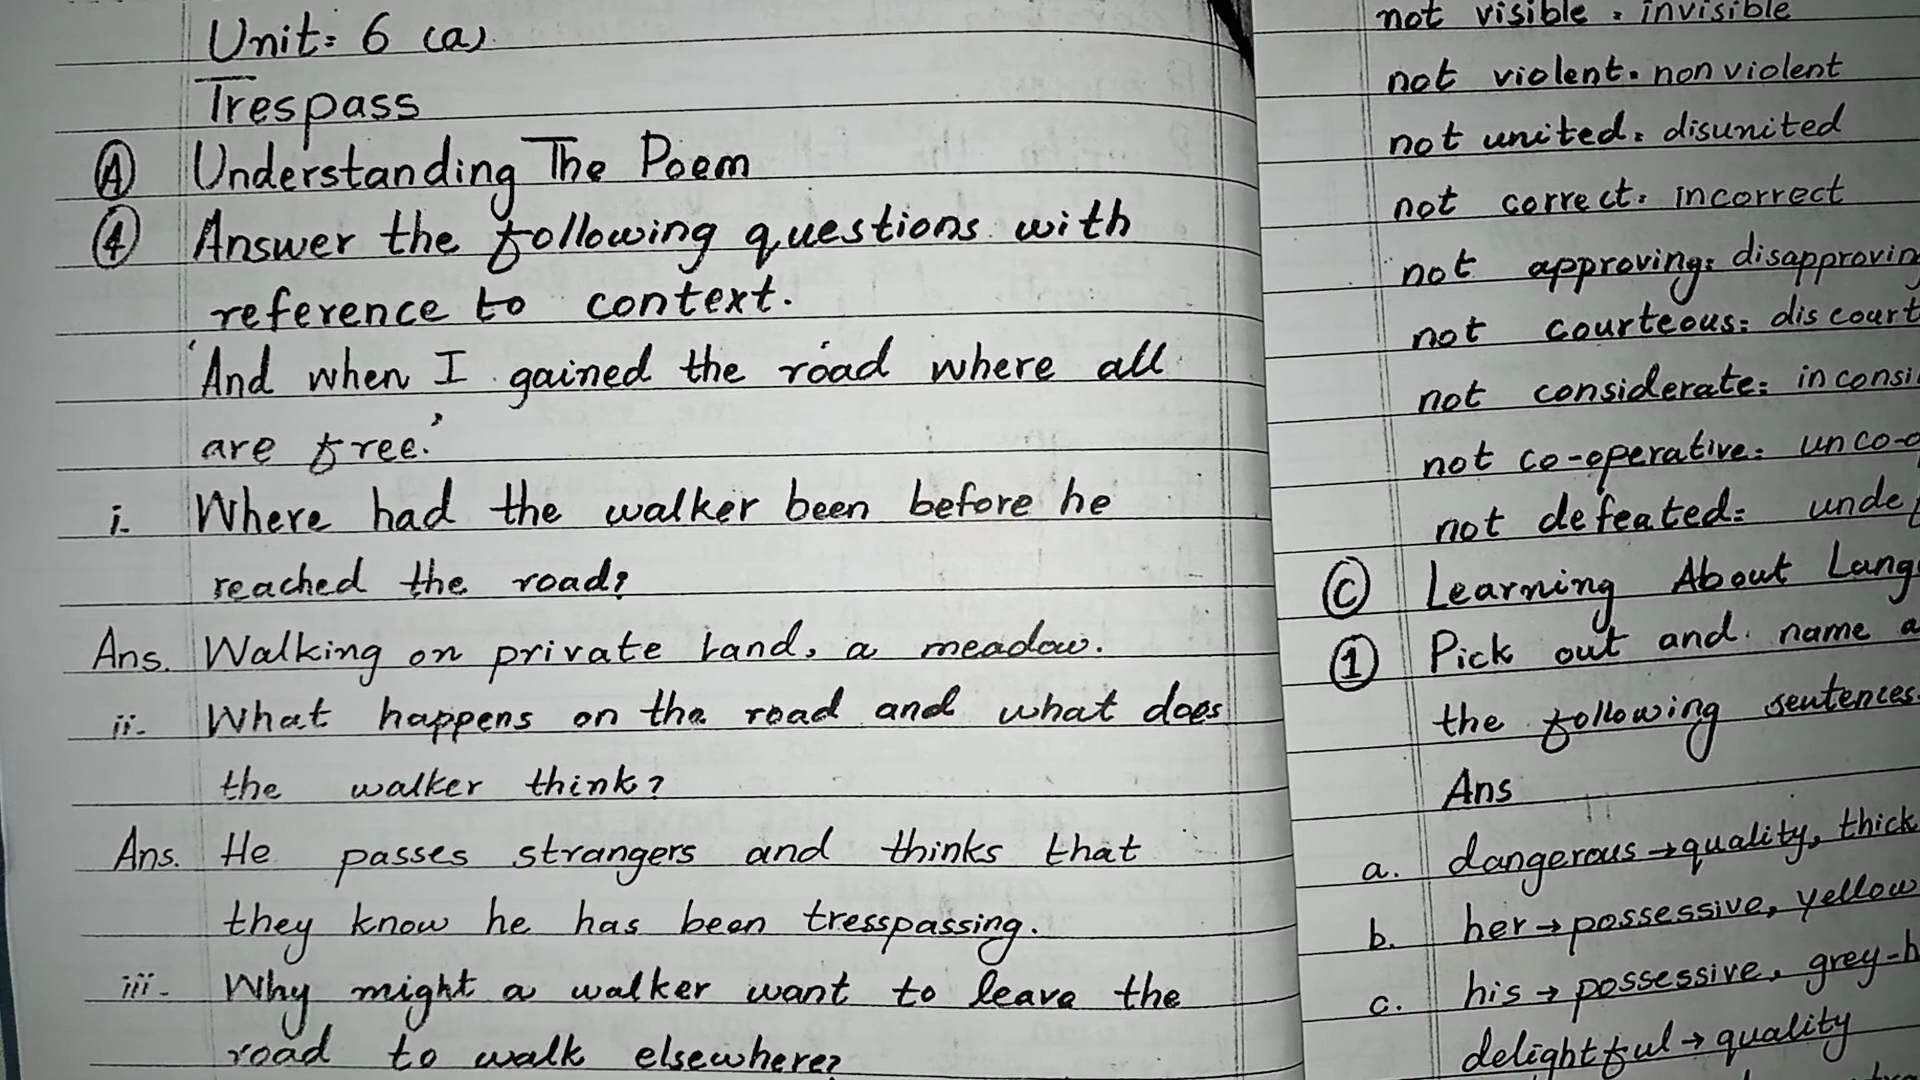 Unit: 6 (a)
Trespass
(A) Understanding The Poem
(4) Answer the following questions with
reference to context.
'And when I gained the road where all
are free.'
i. Where had the walker been before he
reached the road?
Ans. Walking on private land, a meadow.
ii. What happens on the road and what does
the walker think?
Ans. He passes strangers and thinks that
they know he has been tresspassing.
iii. Why might a walker want to leave the
road to walk elsewhere?
not visible = invisible
not violent = non violent
not united = disunited
not correct = incorrect
not approving = disapprovin
not courteous = discourt
not considerate = inconsi
not co-operative = unco-o
not defeated = unde
(C) Learning About Lang
(1) Pick out and name a
the following sentences.
Ans
a. dangerous → quality, thick
b. her → possessive, yellow
c. his → possessive, grey-h
delightful → quality